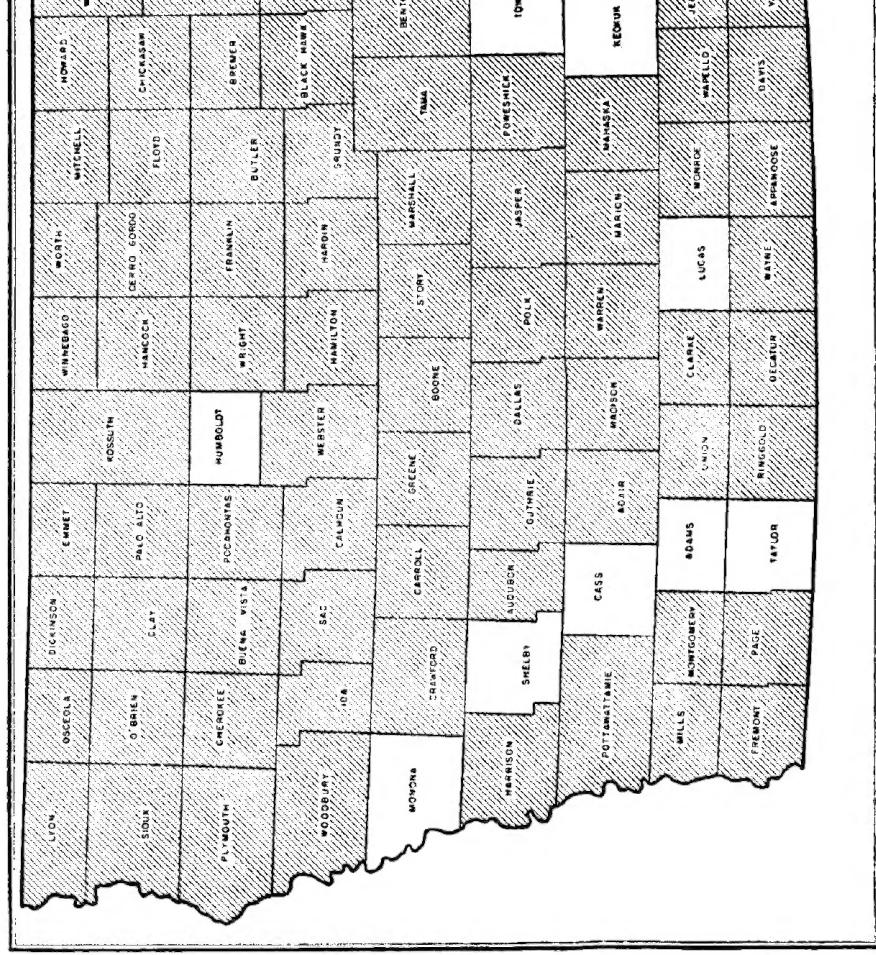 LYON
OSCEOLA
DICKINSON
EMMET
KOSSUTH
WINNEBAGO
WORTH
MITCHELL
HOWARD
SIOUX
O'BRIEN
CLAY
PALO ALTO
HANCOCK
CERRO GORDO
FLOYD
CHICKASAW
PLYMOUTH
CHEROKEE
BUENA VISTA
POCAHONTAS
HUMBOLDT
WRIGHT
FRANKLIN
BUTLER
BREMER
WOODBURY
IDA
SAC
CALHOUN
WEBSTER
HAMILTON
HARDIN
GRUNDY
BLACK HAWK
MONONA
CRAWFORD
CARROLL
GREENE
BOONE
STORY
MARSHALL
TAMA
BENT
HARRISON
SHELBY
AUDUBON
GUTHRIE
DALLAS
POLK
JASPER
POWESHIEK
IOW
POTTAWATTAMIE
CASS
ADAIR
MADISON
WARREN
MARION
MAHASKA
KEOKUK
MILLS
MONTGOMERY
ADAMS
UNION
CLARKE
LUCAS
MONROE
WAPELLO
JE
FREMONT
PAGE
TAYLOR
RINGGOLD
DECATUR
WAYNE
APPANOOSE
DAVIS